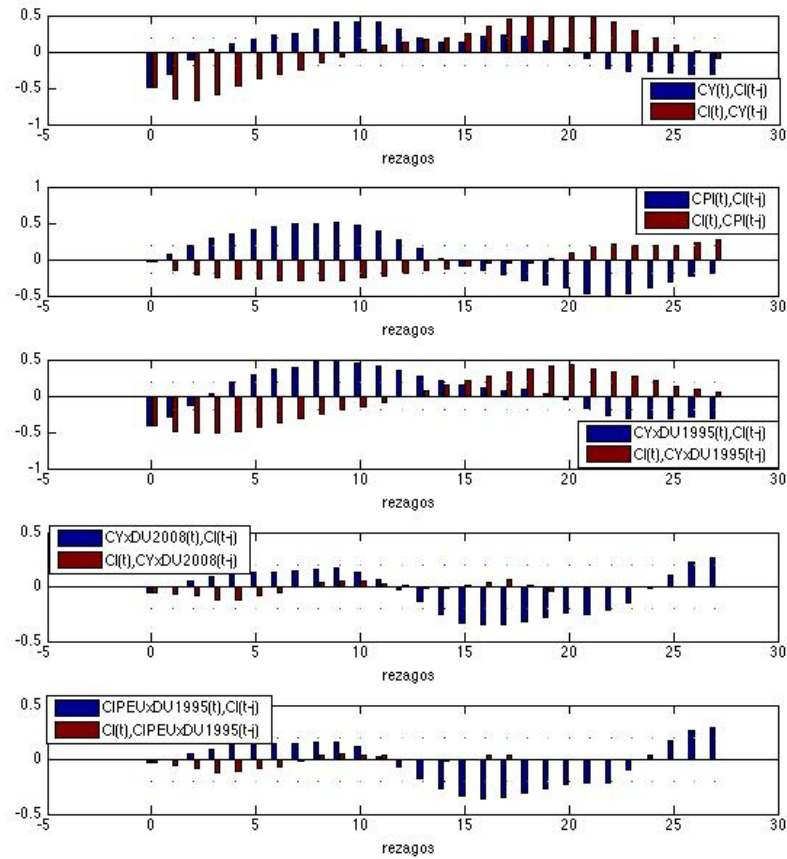 0.5
0
-0.5
-1
-5 0 5 10 15 20 25 30
CY(t),CI(t-j)
CI(t),CY(t-j)
rezagos
1
0.5
0
-0.5
-5 0 5 10 15 20 25 30
CPI(t),CI(t-j)
CI(t),CPI(t-j)
rezagos
0.5
0
-0.5
-1
-5 0 5 10 15 20 25 30
CYxDU1995(t),CI(t-j)
CI(t),CYxDU1995(t-j)
rezagos
0.5
0
-0.5
-5 0 5 10 15 20 25 30
CYxDU2008(t),CI(t-j)
CI(t),CYxDU2008(t-j)
rezagos
0.5
0
-0.5
-5 0 5 10 15 20 25 30
CIPEUxDU1995(t),CI(t-j)
CI(t),CIPEUxDU1995(t-j)
rezagos